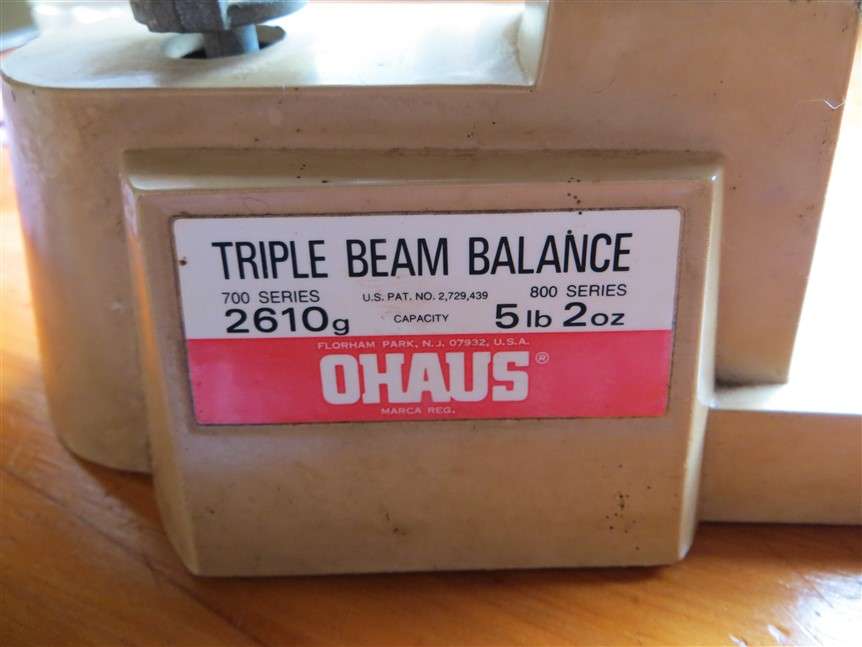 TRIPLE BEAM BALANCE
700 SERIES U.S. PAT. NO. 2,729,439 800 SERIES
2610g CAPACITY 5 lb 2 oz
FLORHAM PARK, N.J. 07932, U.S.A.
OHAUS®
MARCA REG.